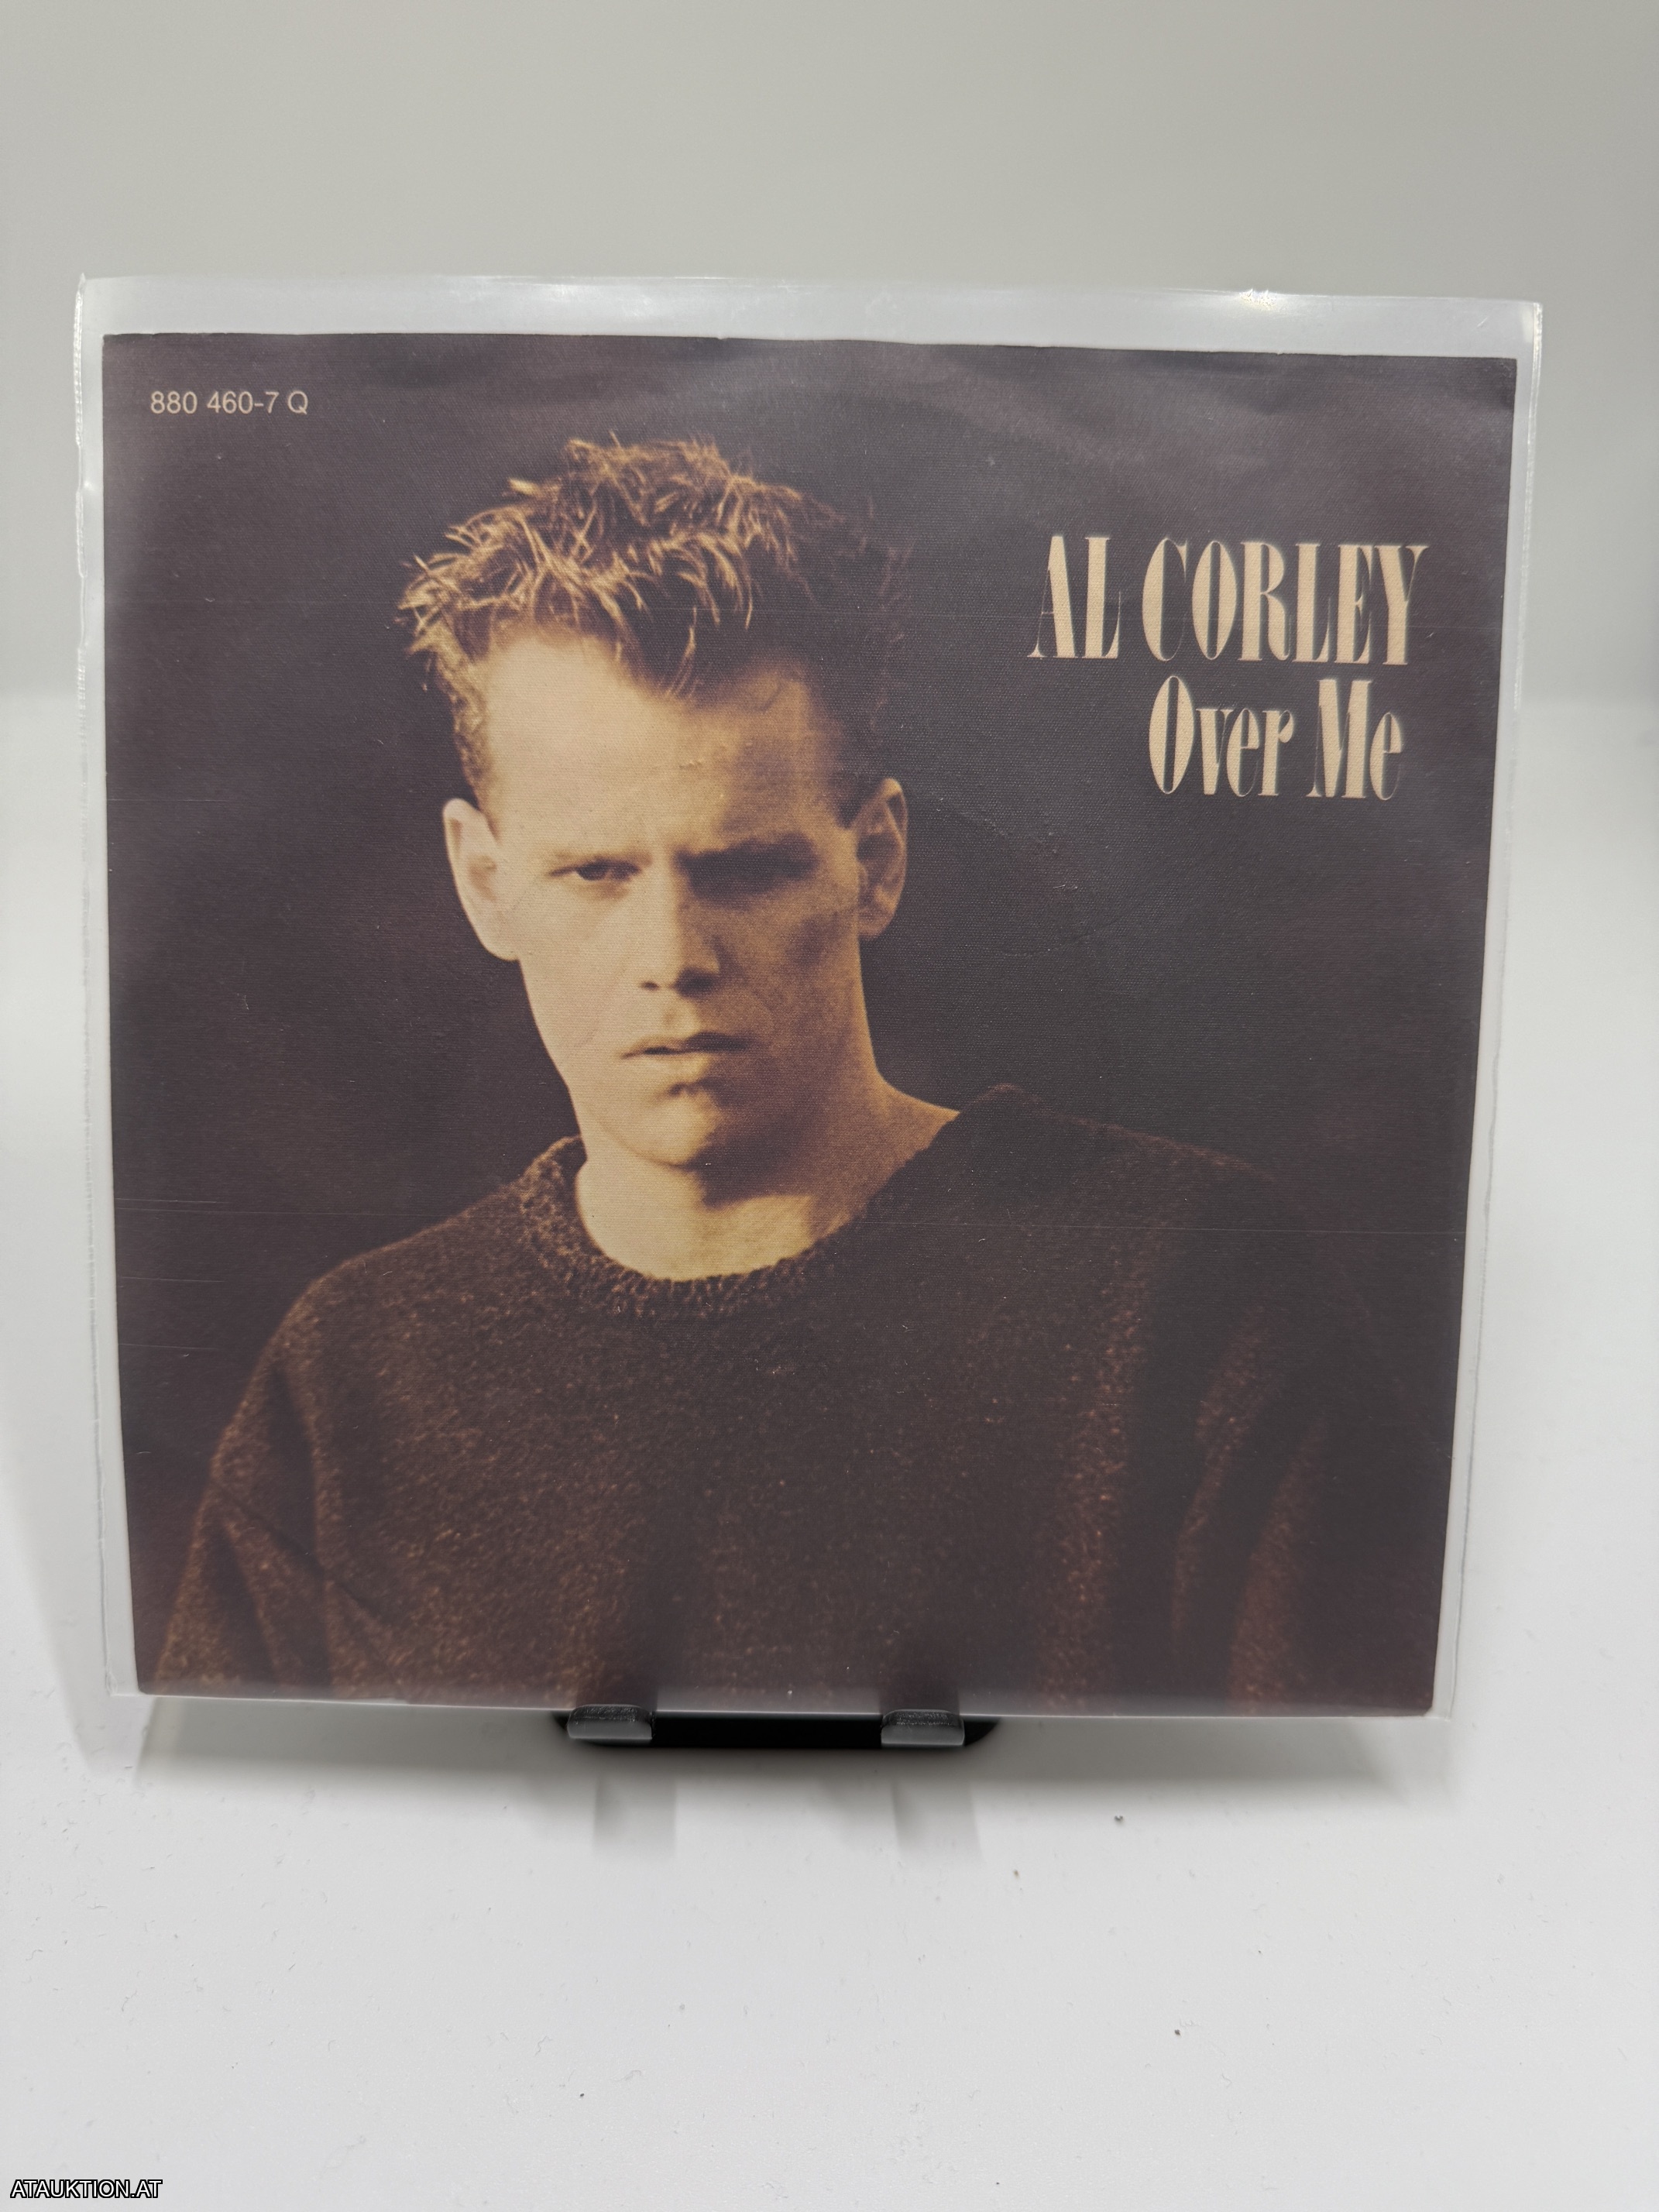 880 460-7 Q
AL CORLEY
Over Me
ATAUKTION.AT